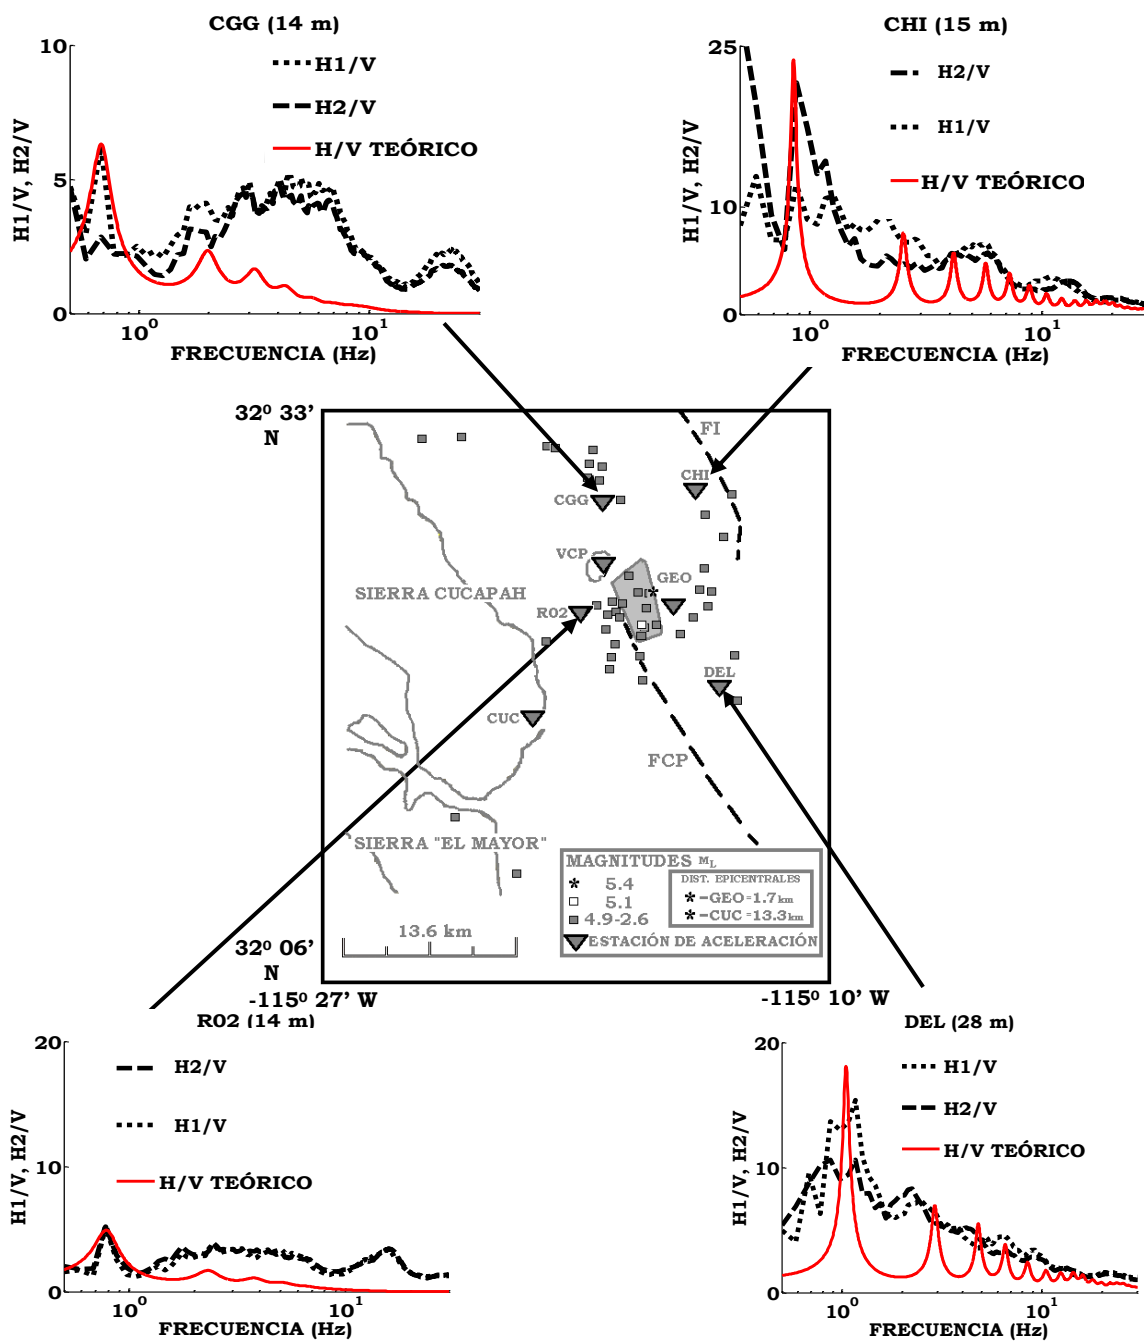 CGG (14 m)
10
5
0
H1/V, H2/V
H1/V
H2/V
H/V TEÓRICO
10⁰
10¹
FRECUENCIA (Hz)
CHI (15 m)
25
10
0
H1/V, H2/V
H2/V
H1/V
H/V TEÓRICO
10⁰
10¹
FRECUENCIA (Hz)
32⁰ 33'
N
FI
CHI
CGG
VCP
GEO
SIERRA CUCAPAH
R02
DEL
CUC
FCP
SIERRA "EL MAYOR"
MAGNITUDES M_L
* 5.4
5.1
4.9-2.6
ESTACIÓN DE ACELERACIÓN
DIST. EPICENTRALES
*-GEO=1.7km
*-CUC=13.3km
13.6 km
32⁰ 06'
N
-115⁰ 27' W
-115⁰ 10' W
R02 (14 m)
20
10
0
H1/V, H2/V
H2/V
H1/V
H/V TEÓRICO
10⁰
10¹
FRECUENCIA (Hz)
DEL (28 m)
20
10
0
H1/V, H2/V
H1/V
H2/V
H/V TEÓRICO
10⁰
10¹
FRECUENCIA (Hz)